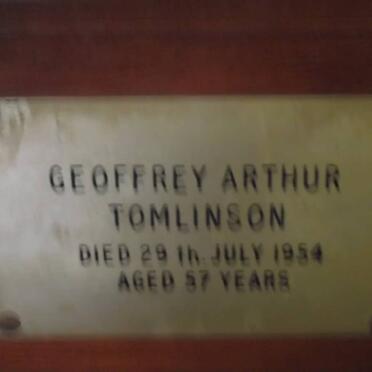 GEOFFREY ARTHUR
TOMLINSON
DIED 29 th. JULY 1954
AGED 57 YEARS